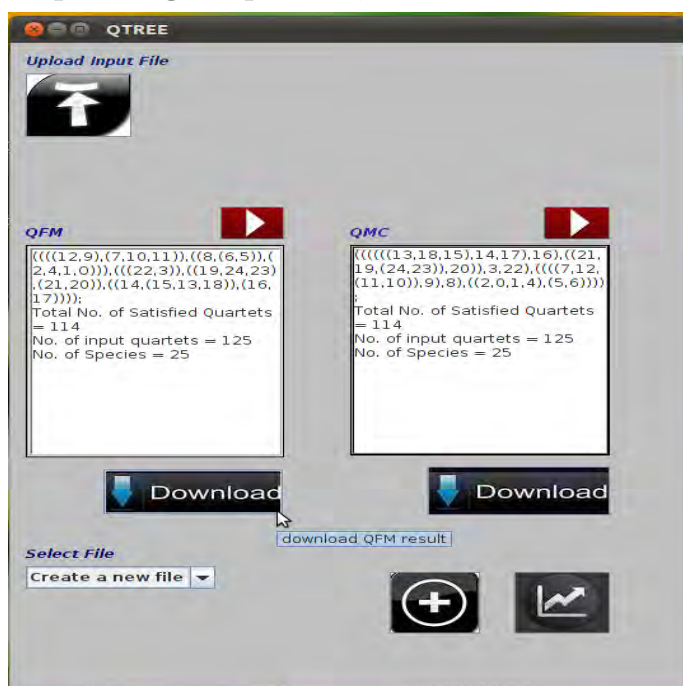 QTREE
Upload Input File
QFM
((((12,9),(7,10,11)),((8,(6,5)),(
2,4,1,0))),(((22,3)),((19,24,23)
,(21,20)),((14,(15,13,18)),(16,
17))));
Total No. of Satisfied Quartets
= 114
No. of input quartets = 125
No. of Species = 25
QMC
((((((13,18,15),14,17),16),((21,
19,(24,23)),20)),3,22),((((7,12,
(11,10)),9),8),((2,0,1,4),(5,6))))
;
Total No. of Satisfied Quartets
= 114
No. of input quartets = 125
No. of Species = 25
Download
Download
download QFM result
Select File
Create a new file